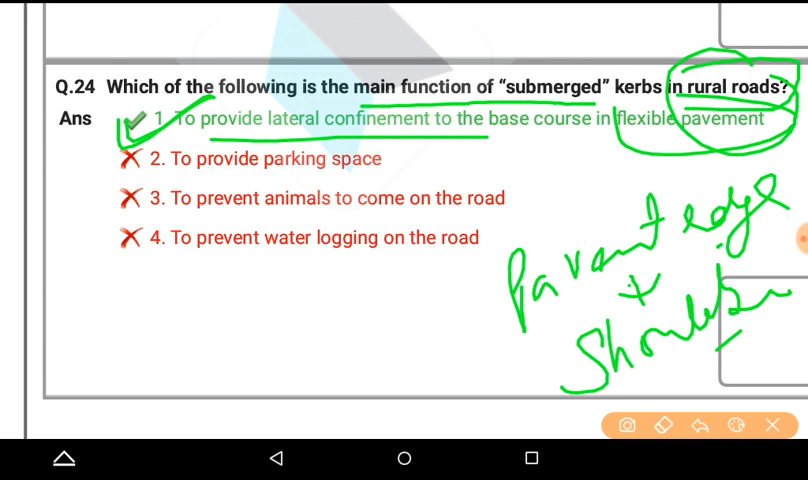 Q.24 Which of the following is the main function of “submerged” kerbs in rural roads?
Ans 1. To provide lateral confinement to the base course in flexible pavement
2. To provide parking space
3. To prevent animals to come on the road
4. To prevent water logging on the road
Pavent edge
+